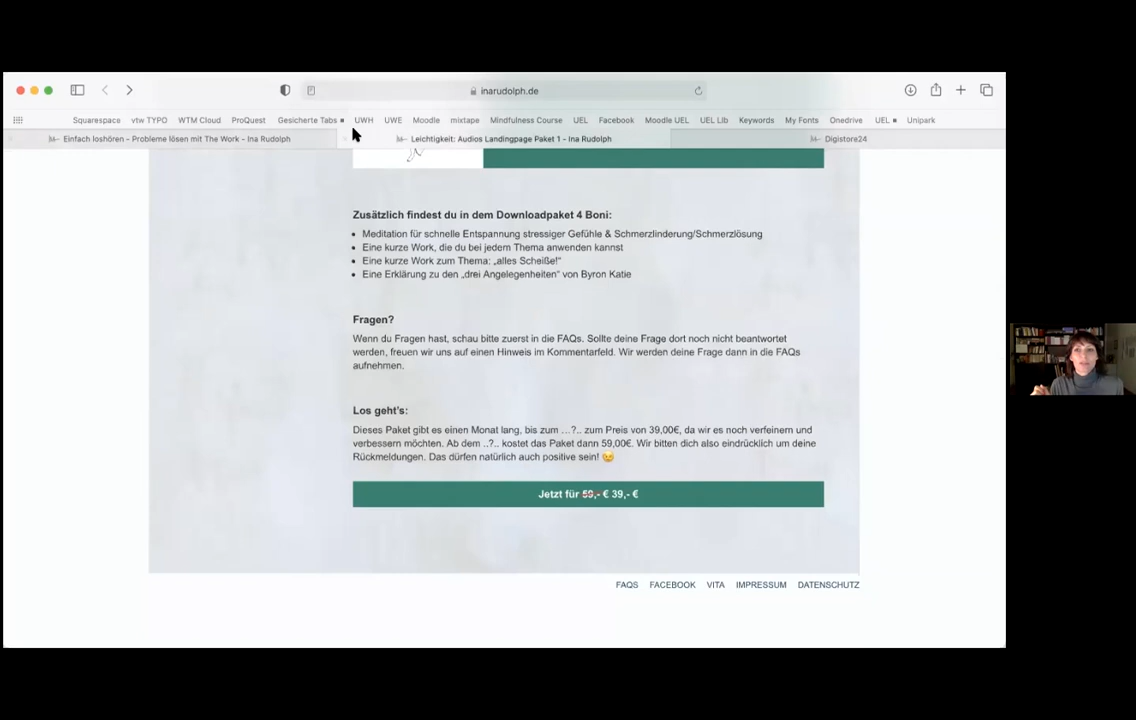 inarudolph.de
Squarespace vtw TYPO WTM Cloud ProQuest Gesicherte Tabs UWH UWE Moodle mixtape Mindfulness Course UEL Facebook Moodle UEL UEL Lib Keywords My Fonts Onedrive UEL Unipark
Einfach loshören – Probleme lösen mit The Work - Ina Rudolph Leichtigkeit: Audios Landingpage Paket 1 – Ina Rudolph Digistore24
Zusätzlich findest du in dem Downloadpaket 4 Boni:
• Meditation für schnelle Entspannung stressiger Gefühle & Schmerzlinderung/Schmerzlösung
• Eine kurze Work, die du bei jedem Thema anwenden kannst
• Eine kurze Work zum Thema: „alles Scheiße!“
• Eine Erklärung zu den „drei Angelegenheiten“ von Byron Katie
Fragen?
Wenn du Fragen hast, schau bitte zuerst in die FAQs. Sollte deine Frage dort noch nicht beantwortet
werden, freuen wir uns auf einen Hinweis im Kommentarfeld. Wir werden deine Frage dann in die FAQs
aufnehmen.
Los geht's:
Dieses Paket gibt es einen Monat lang, bis zum …?.. zum Preis von 39,00€, da wir es noch verfeinern und
verbessern möchten. Ab dem ..?.. kostet das Paket dann 59,00€. Wir bitten dich also eindrücklich um deine
Rückmeldungen. Das dürfen natürlich auch positive sein! 😉
Jetzt für 59,- € 39,- €
FAQS FACEBOOK VITA IMPRESSUM DATENSCHUTZ